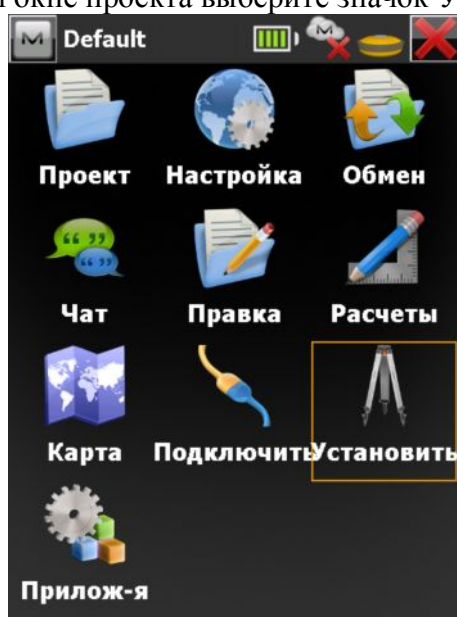 окне проекта выберите значок
Default
Проект Настройка Обмен
Чат Правка Расчеты
Карта Подключить Установить
Прилож-я